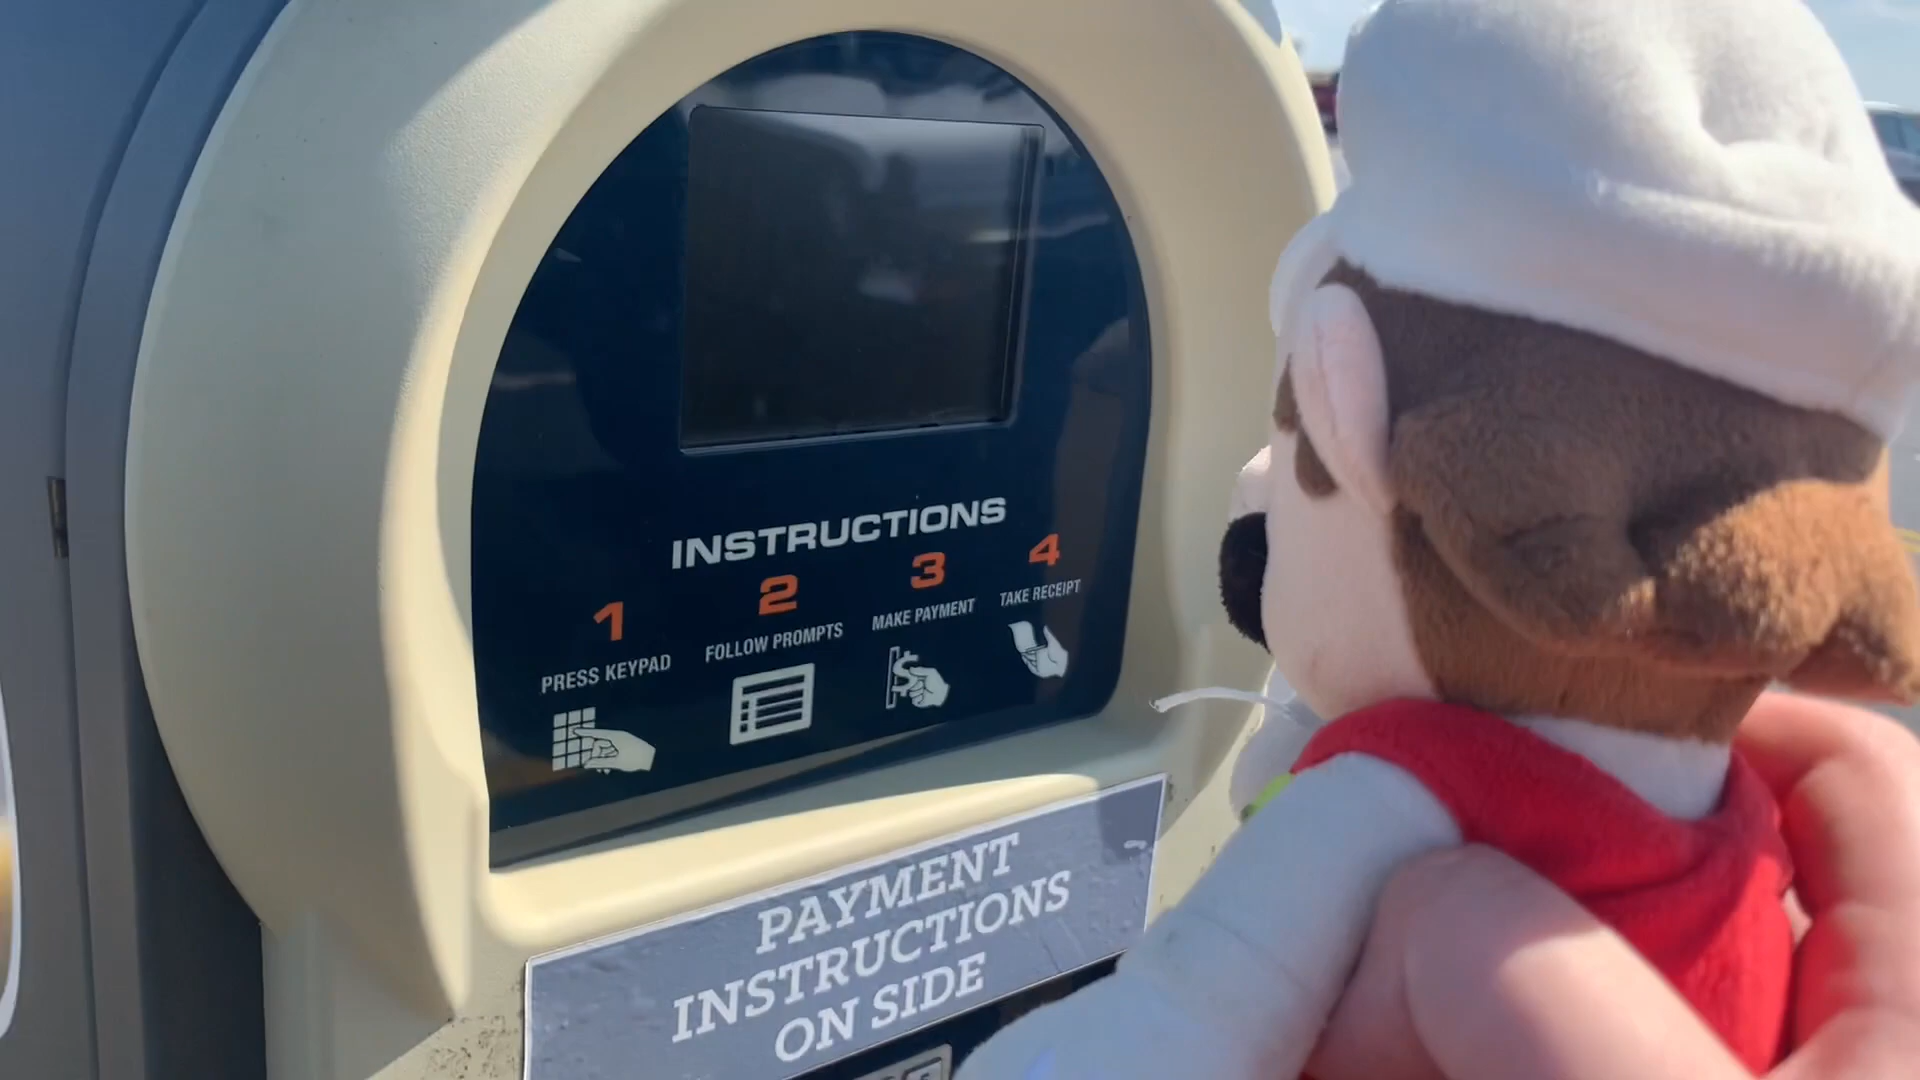 INSTRUCTIONS
1 2 3 4
PRESS KEYPAD FOLLOW PROMPTS MAKE PAYMENT TAKE RECEIPT
PAYMENT
INSTRUCTIONS
ON SIDE